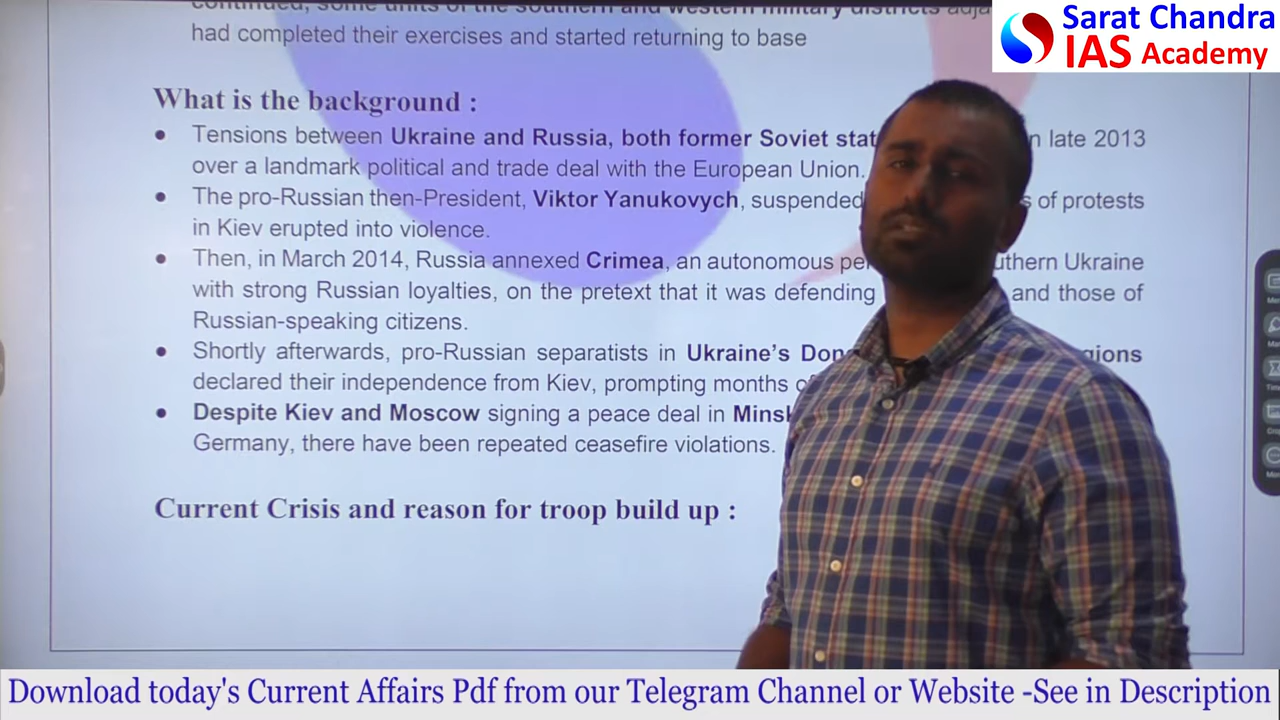 Sarat Chandra
IAS Academy
continued, some units of the southern and western military districts
had completed their exercises and started returning to base
What is the background :
• Tensions between Ukraine and Russia, both former Soviet late 2013
over a landmark political and trade deal with the European Union.
• The pro-Russian then-President, Viktor Yanukovych, suspended of protests
in Kiev erupted into violence.
• Then, in March 2014, Russia annexed Crimea, an autonomous Ukraine
with strong Russian loyalties, on the pretext that it was defending and those of
Russian-speaking citizens.
• Shortly afterwards, pro-Russian separatists in Ukraine’s
declared their independence from Kiev, prompting months
• Despite Kiev and Moscow signing a peace deal in
Germany, there have been repeated ceasefire violations.
Current Crisis and reason for troop build up :
Download today's Current Affairs Pdf from our Telegram Channel or Website -See in Description